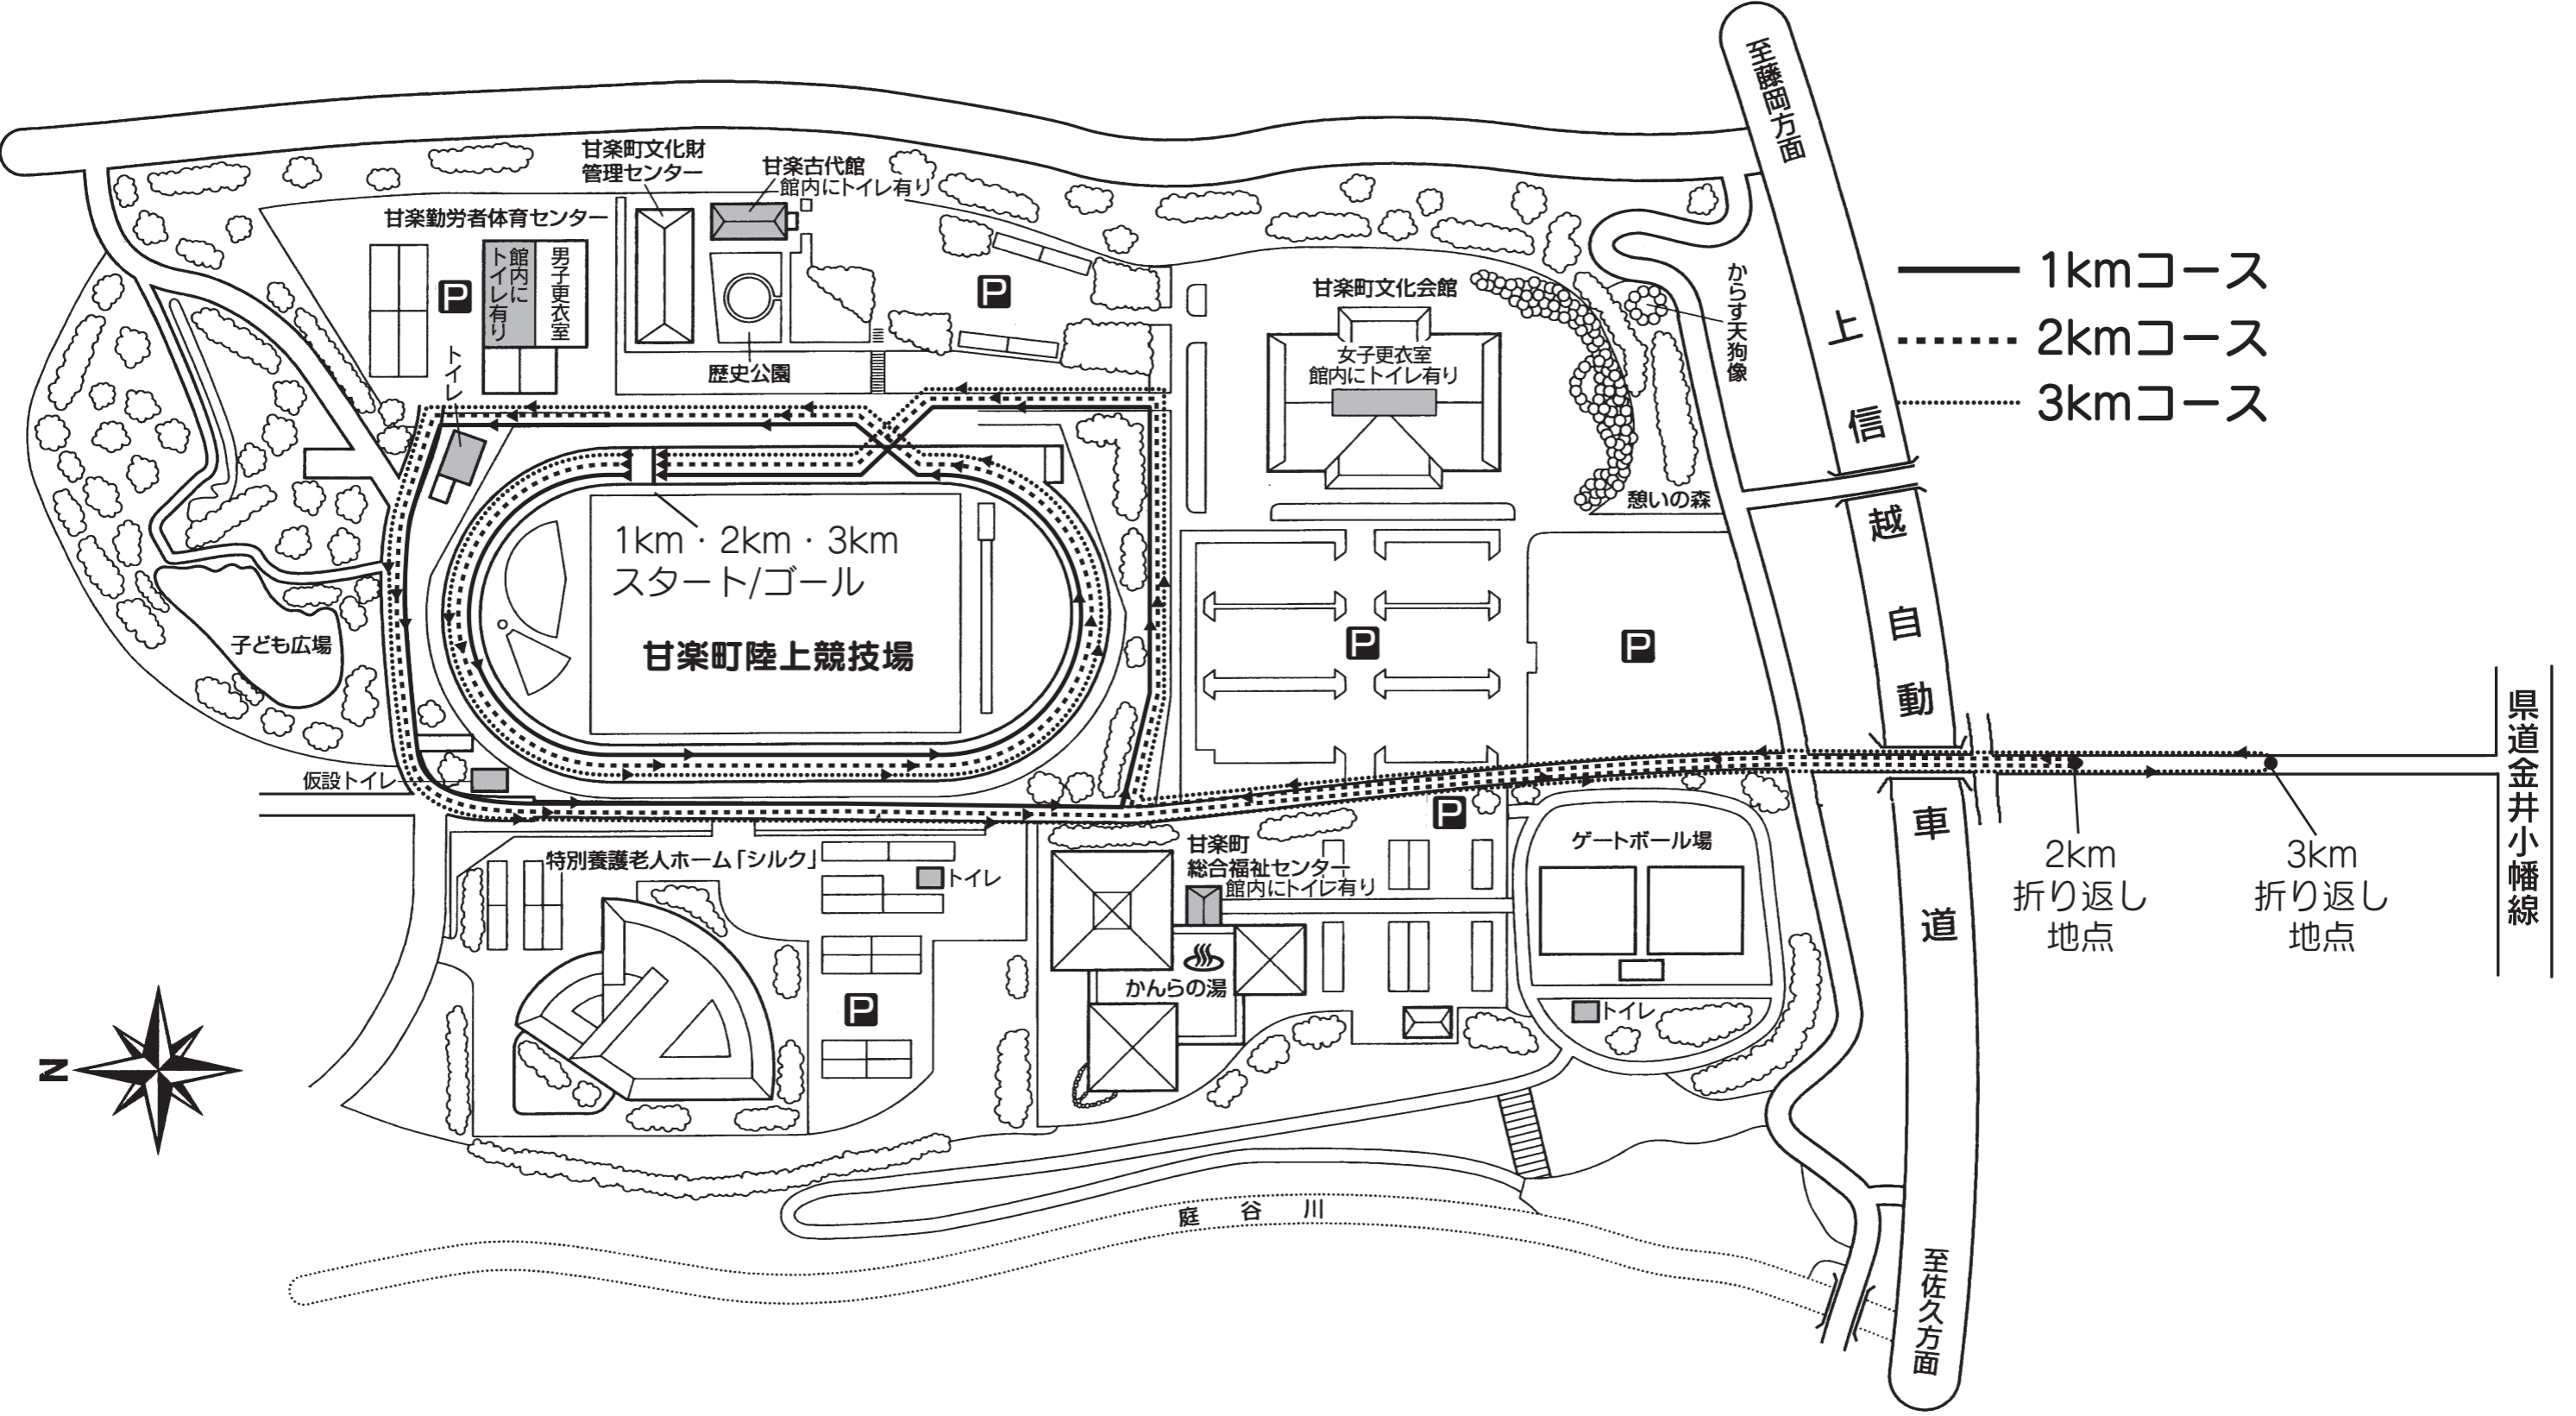 至藤岡方面
甘楽町文化財
管理センター
甘楽古代館
館内にトイレ有り
甘楽勤労者体育センター
P
館内に
トイレ有り
男子更衣室
トイレ
歴史公園
P
甘楽町文化会館
女子更衣室
館内にトイレ有り
からす天狗像
憩いの森
上信越自動車道
1kmコース
2kmコース
3kmコース
1km・2km・3km
スタート/ゴール
甘楽町陸上競技場
P
P
子ども広場
仮設トイレ
県道金井小幡線
特別養護老人ホーム「シルク」
トイレ
P
甘楽町
総合福祉センター
館内にトイレ有り
かんらの湯
P
ゲートボール場
トイレ
2km
折り返し
地点
3km
折り返し
地点
N
庭谷川
至佐久方面